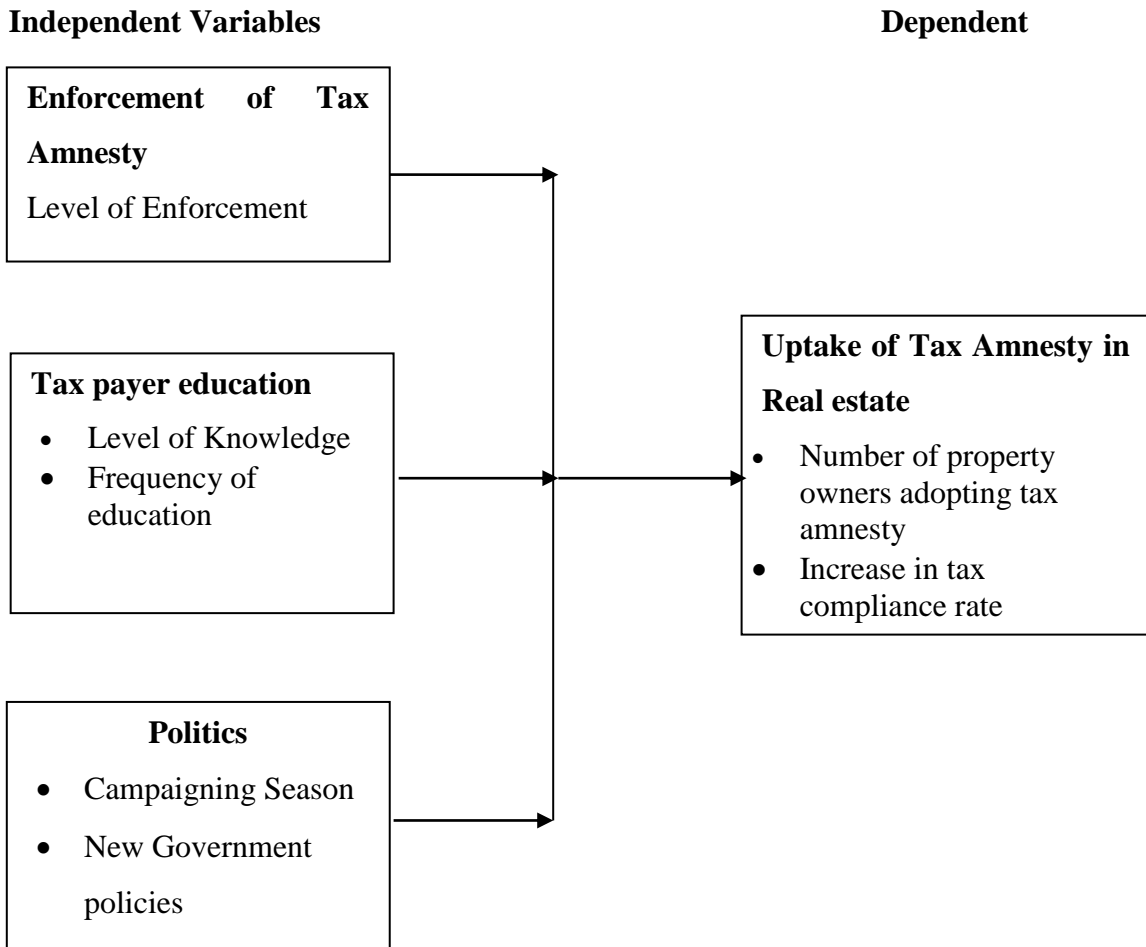 Independent Variables
Dependent
Enforcement of Tax
Amnesty
Level of Enforcement
Tax payer education
• Level of Knowledge
• Frequency of
education
Politics
• Campaigning Season
• New Government
policies
Uptake of Tax Amnesty in
Real estate
• Number of property
owners adopting tax
amnesty
• Increase in tax
compliance rate